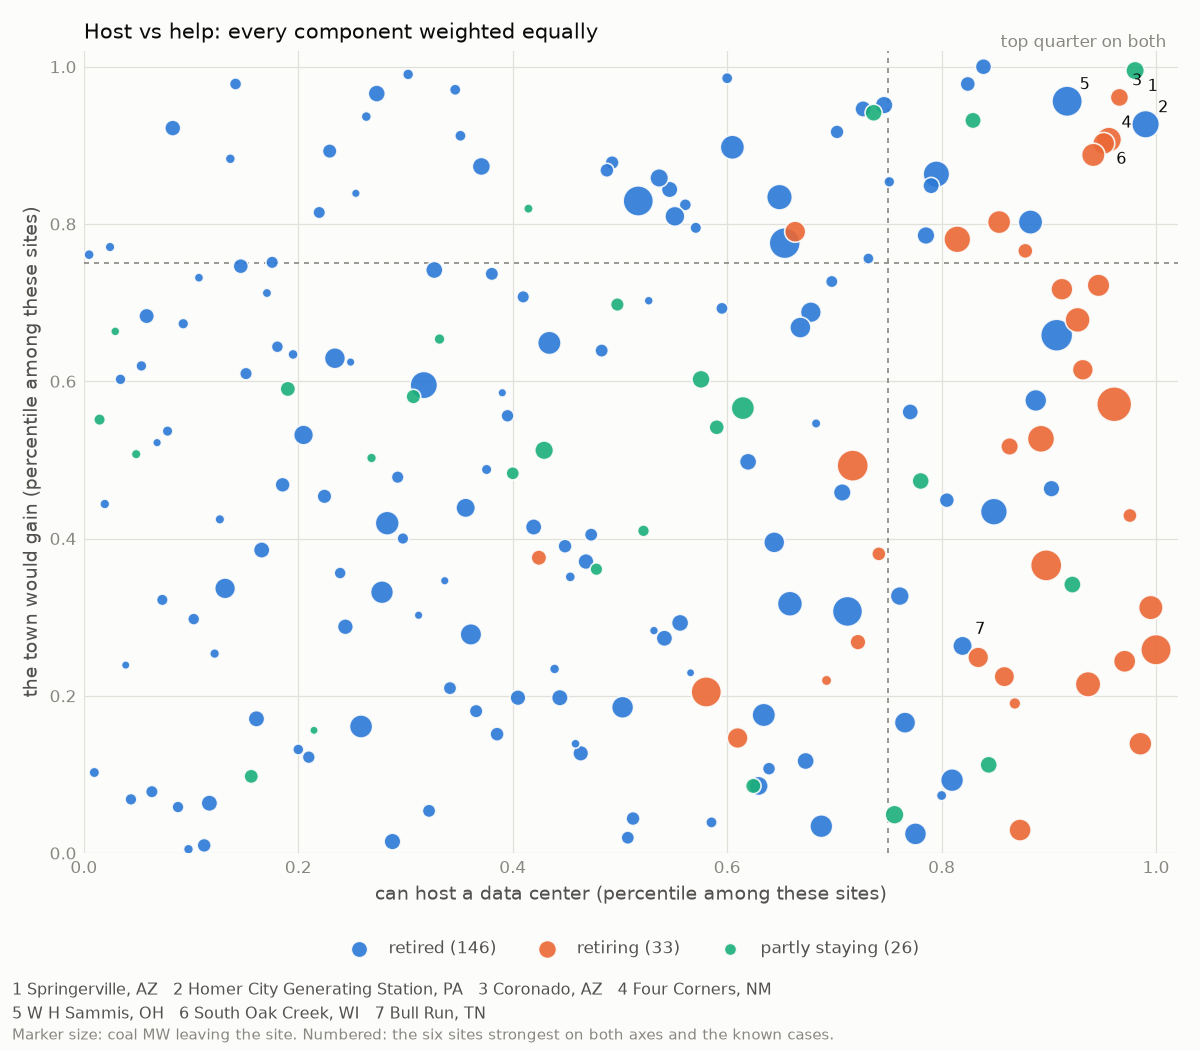 Host vs help: every component weighted equally
top quarter on both
1.0
0.8
0.6
0.4
0.2
0.0
the town would gain (percentile among these sites)
5
3
1
2
4
6
7
0.0
0.2
0.4
0.6
0.8
1.0
can host a data center (percentile among these sites)
retired (146)
retiring (33)
partly staying (26)
1 Springerville, AZ 2 Homer City Generating Station, PA 3 Coronado, AZ 4 Four Corners, NM
5 W H Sammis, OH 6 South Oak Creek, WI 7 Bull Run, TN
Marker size: coal MW leaving the site. Numbered: the six sites strongest on both axes and the known cases.